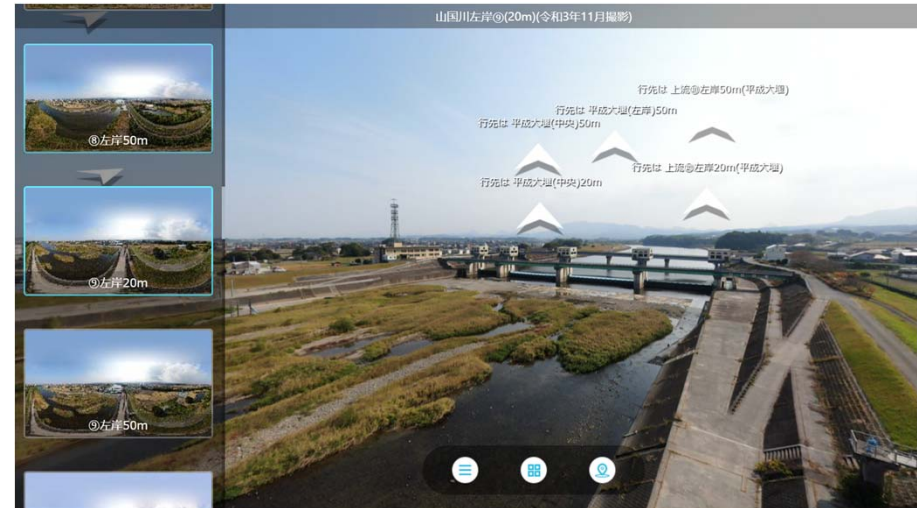 山国川左岸⑨(20m)(令和3年11月撮影)
⑧左岸50m
⑨左岸20m
⑨左岸50m
行先は 上流⑩左岸50m(平成大堰)
行先は 平成大堰(左岸)50m
行先は 平成大堰(中央)50m
行先は 上流⑩左岸20m(平成大堰)
行先は 平成大堰(中央)20m